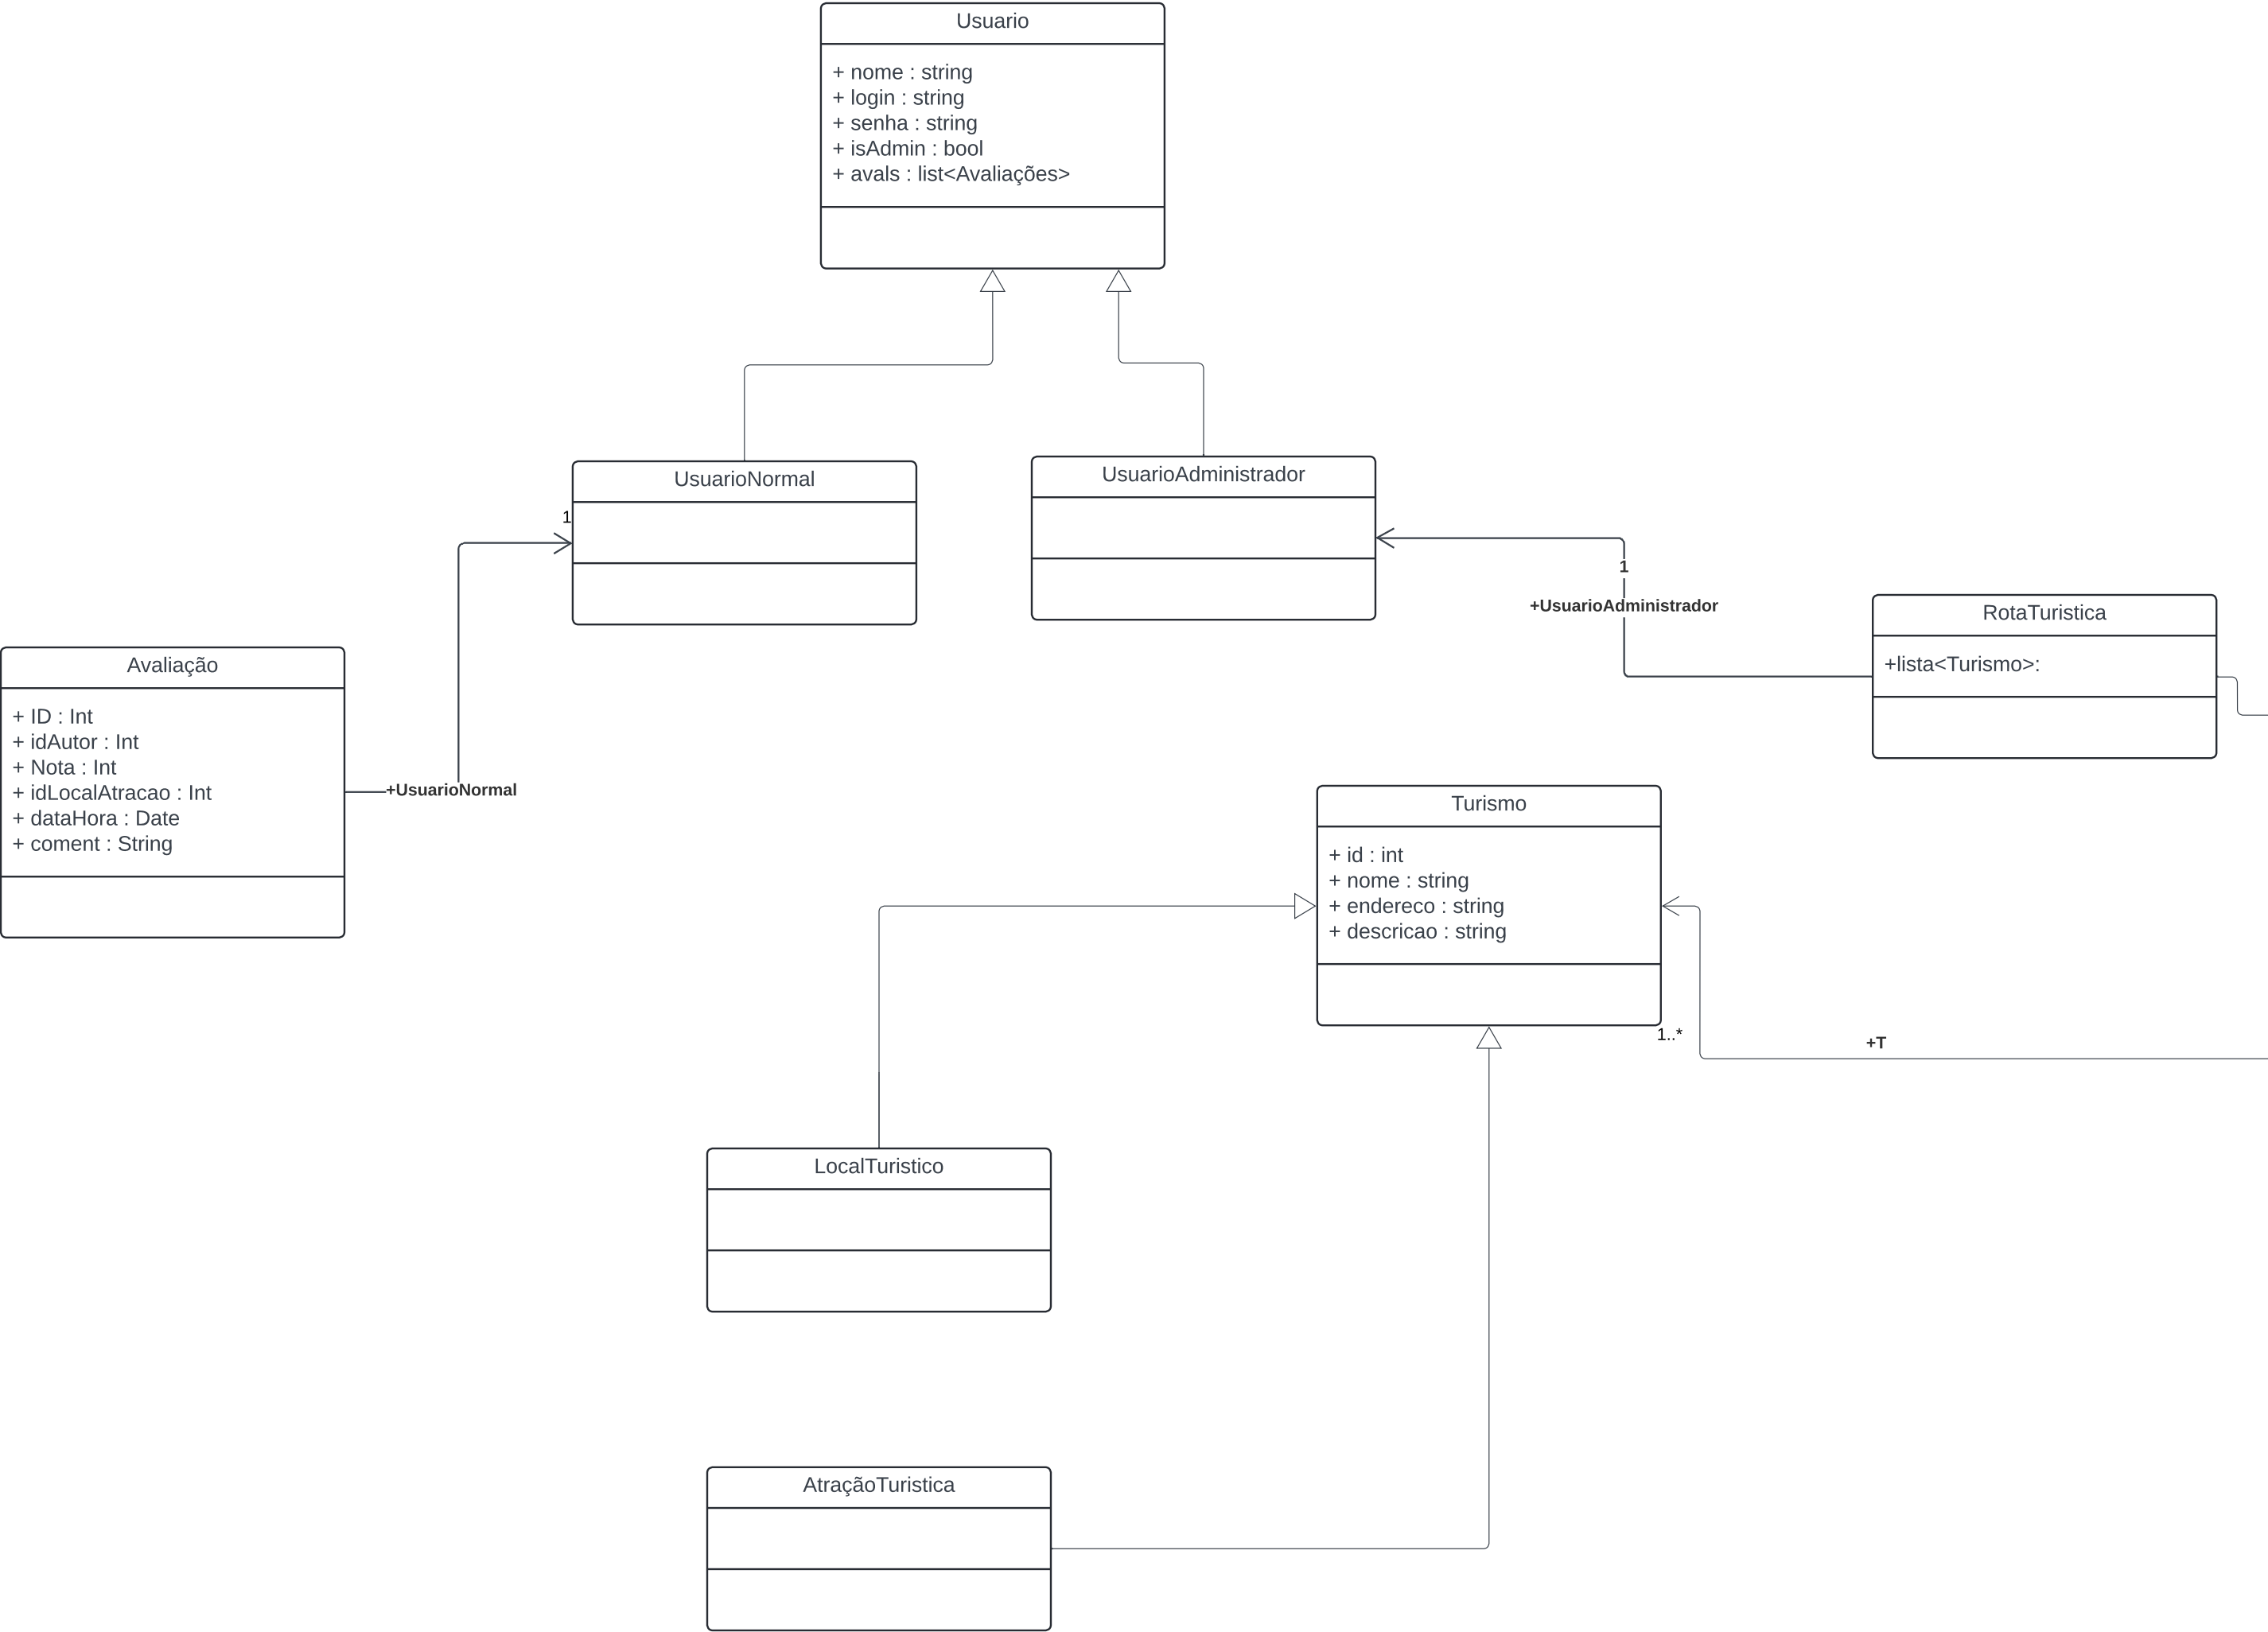 Usuario
+ nome : string
+ login : string
+ senha : string
+ isAdmin : bool
+ avals : list<Avaliações>
UsuarioNormal
UsuarioAdministrador
1
1
+UsuarioAdministrador
RotaTuristica
+lista<Turismo>:
Avaliação
+ ID : Int
+ idAutor : Int
+ Nota : Int
+ idLocalAtracao : Int
+ dataHora : Date
+ coment : String
+UsuarioNormal
Turismo
+ id : int
+ nome : string
+ endereco : string
+ descricao : string
1..*
+T
LocalTuristico
AtraçãoTuristica